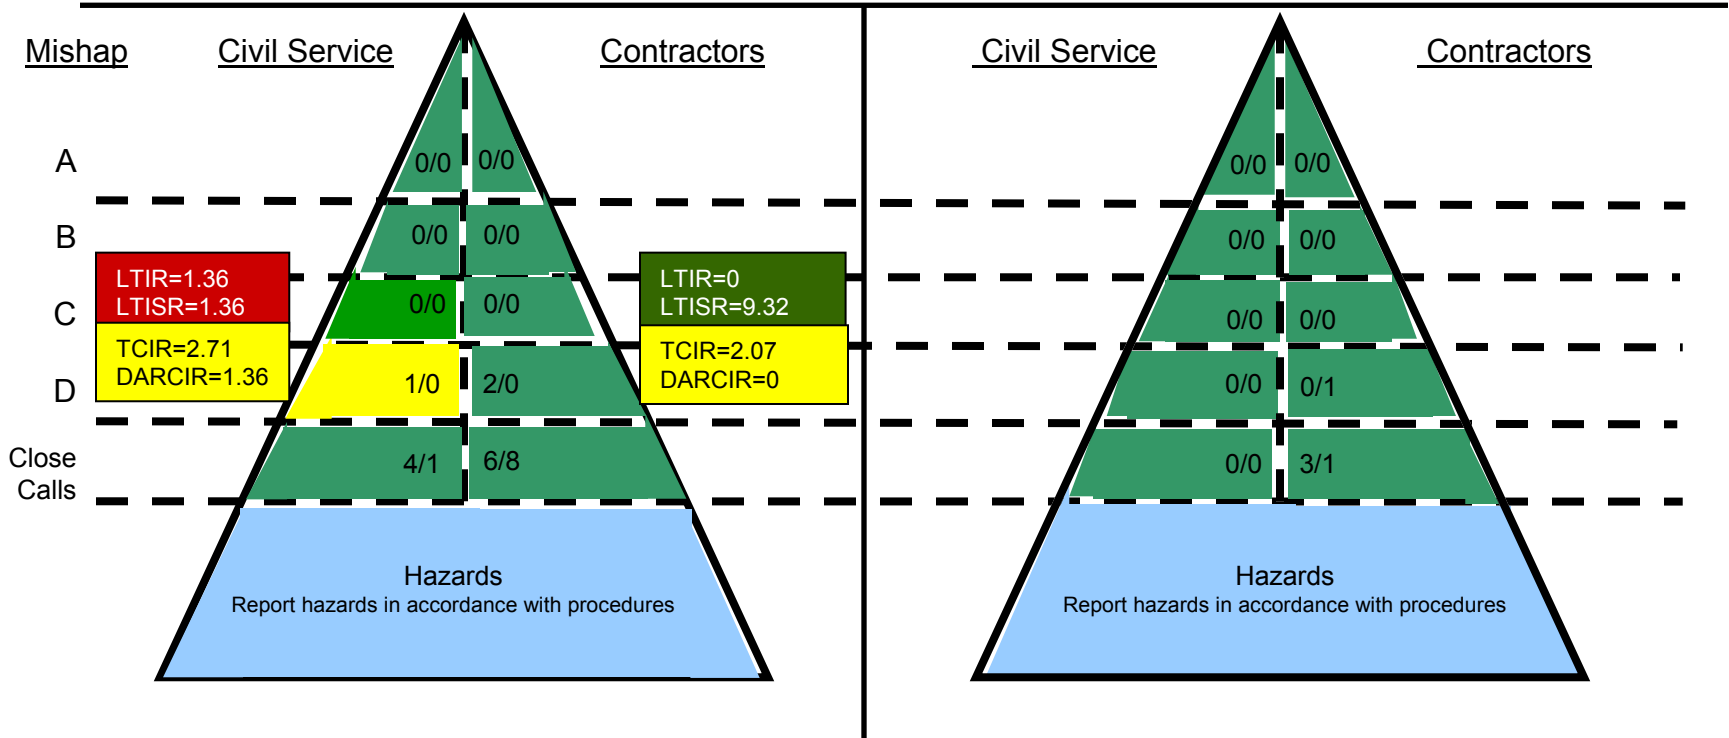 Mishap Civil Service Contractors Civil Service Contractors
A 0/0 0/0 0/0 0/0
B 0/0 0/0 0/0 0/0
LTIR=1.36
LTISR=1.36
LTIR=0
LTISR=9.32
C 0/0 0/0 0/0 0/0
TCIR=2.71
DARCIR=1.36
TCIR=2.07
DARCIR=0
D 1/0 2/0 0/0 0/1
Close
Calls
4/1 6/8 0/0 3/1
Hazards
Report hazards in accordance with procedures
Hazards
Report hazards in accordance with procedures